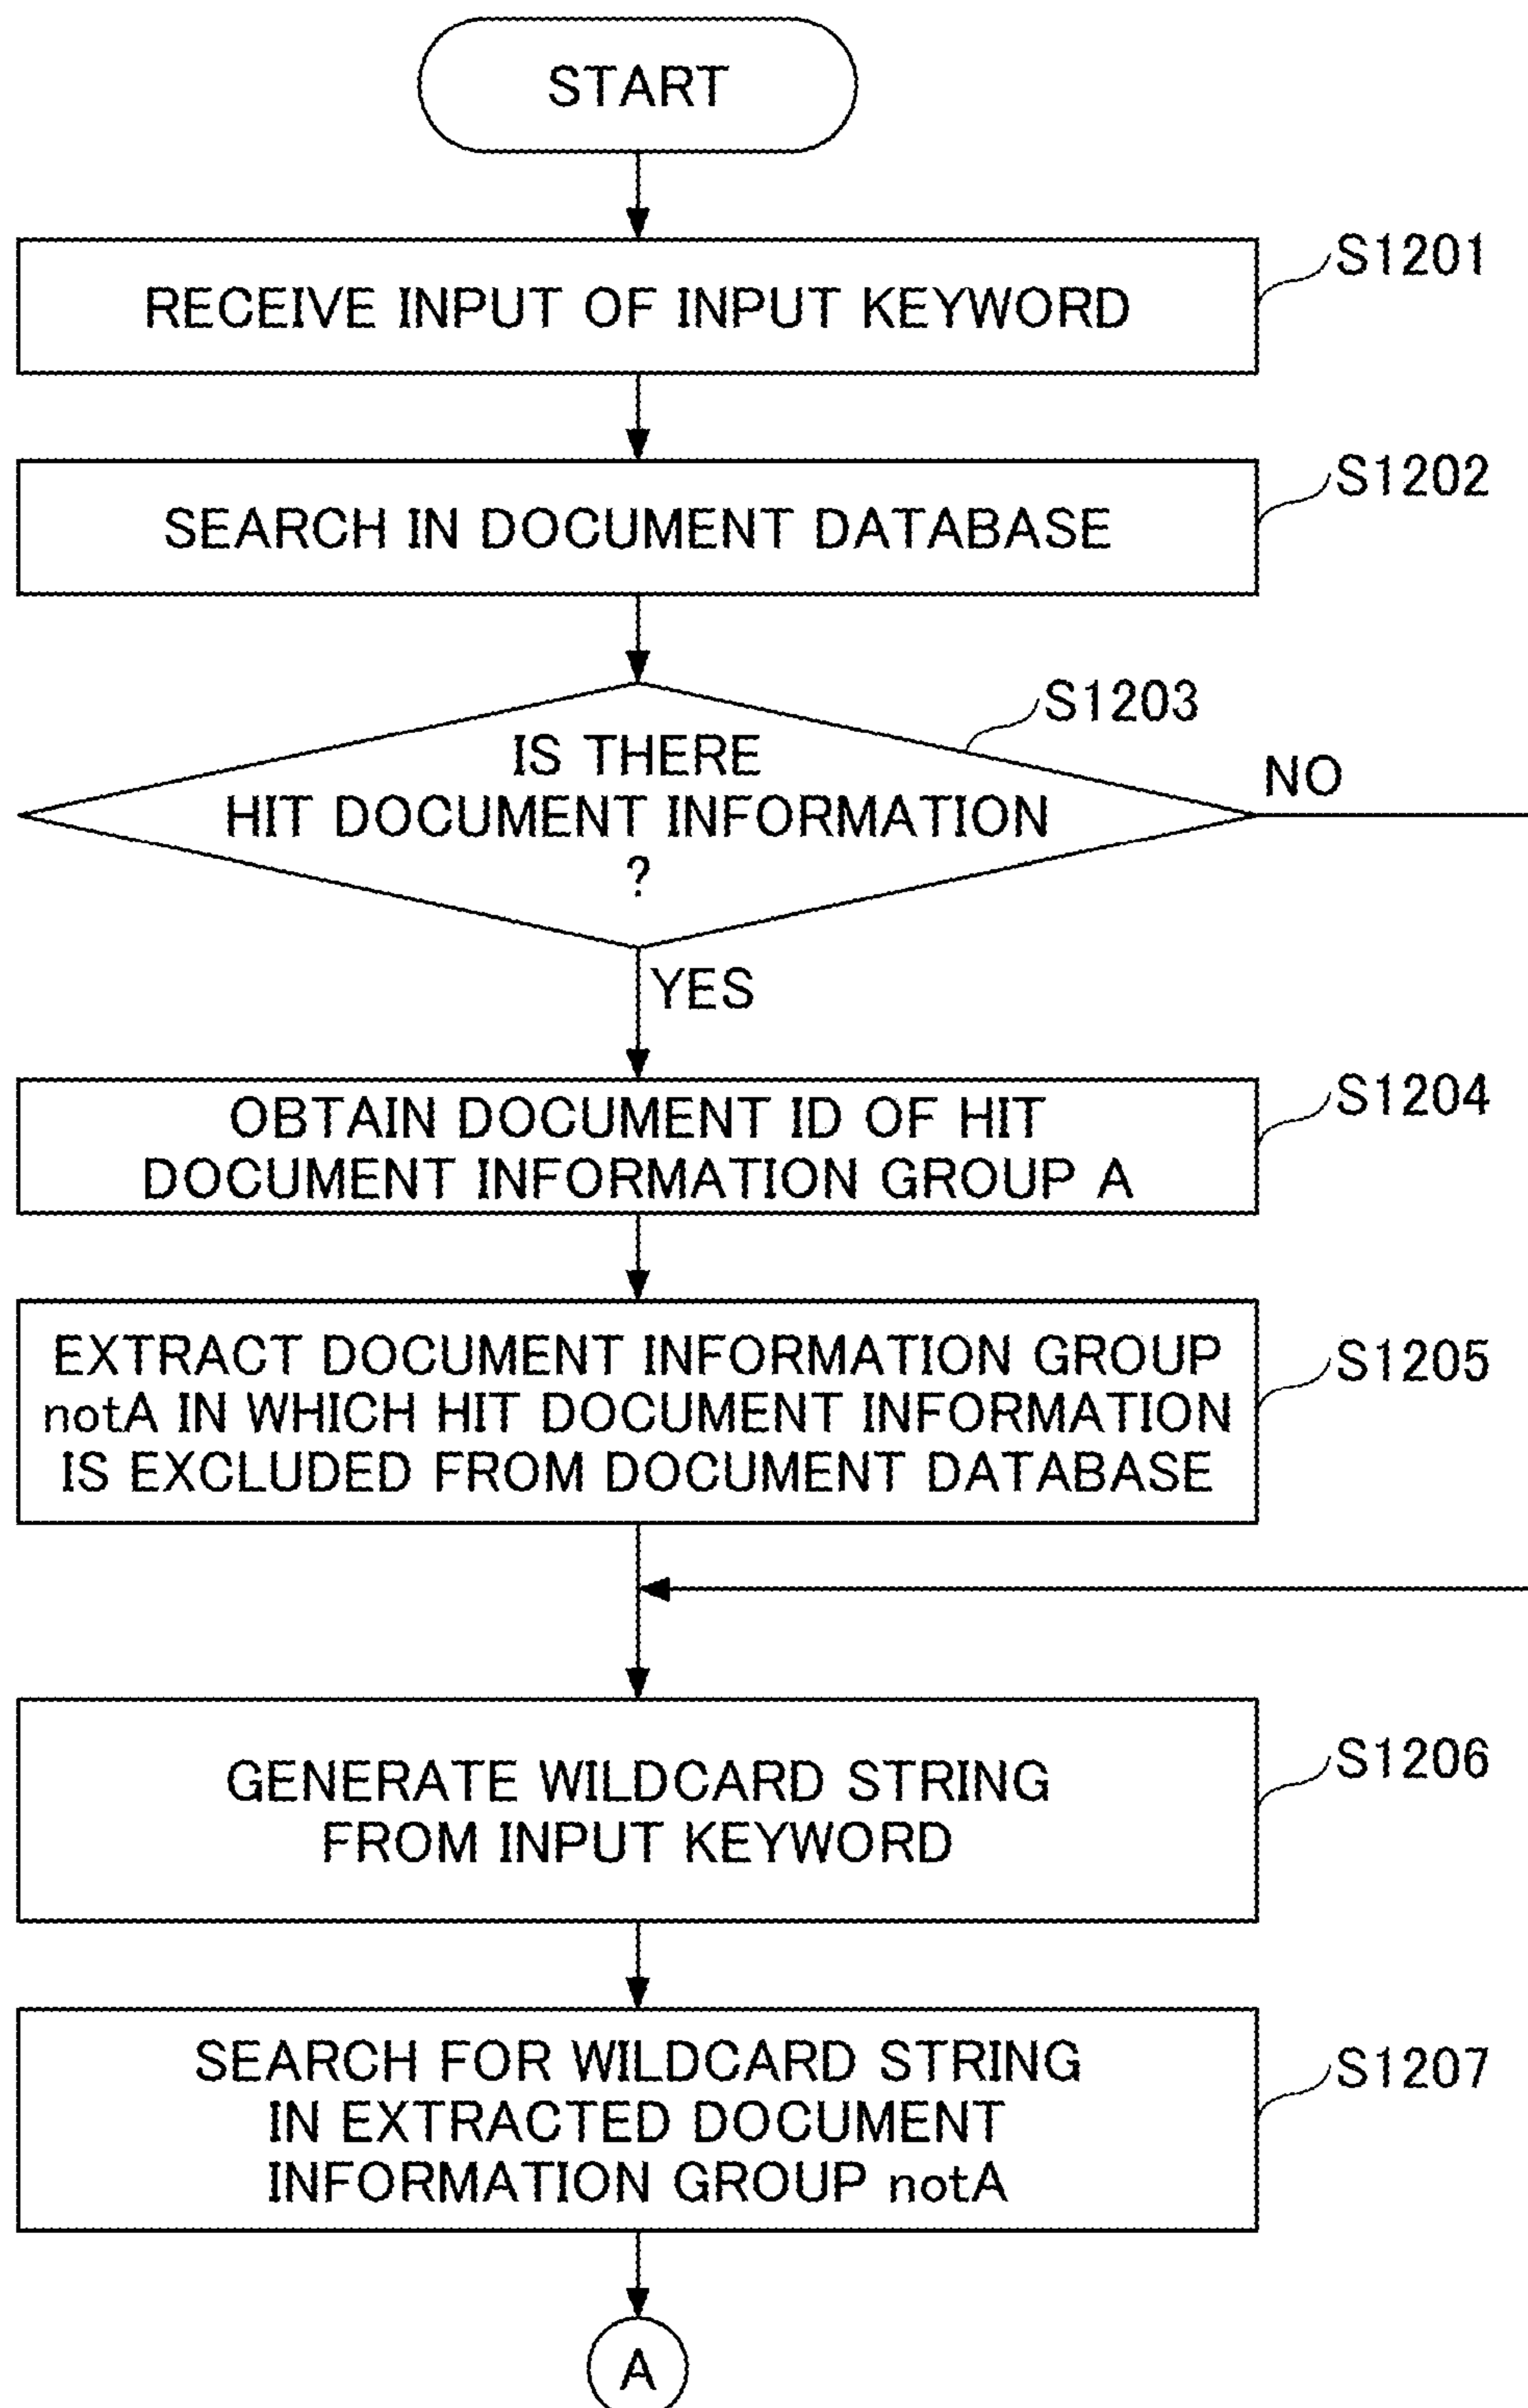 START
RECEIVE INPUT OF INPUT KEYWORD
S1201
SEARCH IN DOCUMENT DATABASE
S1202
S1203
IS THERE
HIT DOCUMENT INFORMATION
?
NO
YES
OBTAIN DOCUMENT ID OF HIT
DOCUMENT INFORMATION GROUP A
S1204
EXTRACT DOCUMENT INFORMATION GROUP
notA IN WHICH HIT DOCUMENT INFORMATION
IS EXCLUDED FROM DOCUMENT DATABASE
S1205
GENERATE WILDCARD STRING
FROM INPUT KEYWORD
S1206
SEARCH FOR WILDCARD STRING
IN EXTRACTED DOCUMENT
INFORMATION GROUP notA
S1207
A